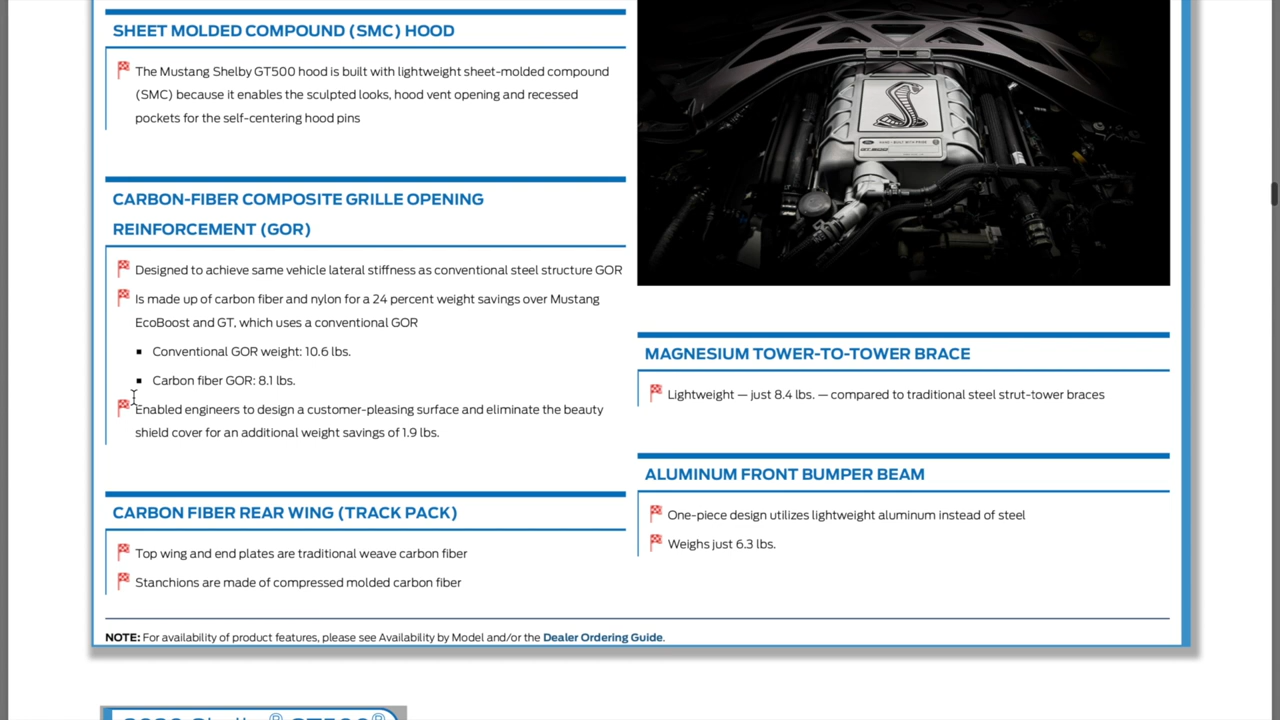 SHEET MOLDED COMPOUND (SMC) HOOD
The Mustang Shelby GT500 hood is built with lightweight sheet-molded compound
(SMC) because it enables the sculpted looks, hood vent opening and recessed
pockets for the self-centering hood pins
CARBON-FIBER COMPOSITE GRILLE OPENING
REINFORCEMENT (GOR)
Designed to achieve same vehicle lateral stiffness as conventional steel structure GOR
Is made up of carbon fiber and nylon for a 24 percent weight savings over Mustang
EcoBoost and GT, which uses a conventional GOR
Conventional GOR weight: 10.6 lbs.
Carbon fiber GOR: 8.1 lbs.
Enabled engineers to design a customer-pleasing surface and eliminate the beauty
shield cover for an additional weight savings of 1.9 lbs.
CARBON FIBER REAR WING (TRACK PACK)
Top wing and end plates are traditional weave carbon fiber
Stanchions are made of compressed molded carbon fiber
MAGNESIUM TOWER-TO-TOWER BRACE
Lightweight — just 8.4 lbs. — compared to traditional steel strut-tower braces
ALUMINUM FRONT BUMPER BEAM
One-piece design utilizes lightweight aluminum instead of steel
Weighs just 6.3 lbs.
NOTE: For availability of product features, please see Availability by Model and/or the Dealer Ordering Guide.
2020 Shelby® GT500®